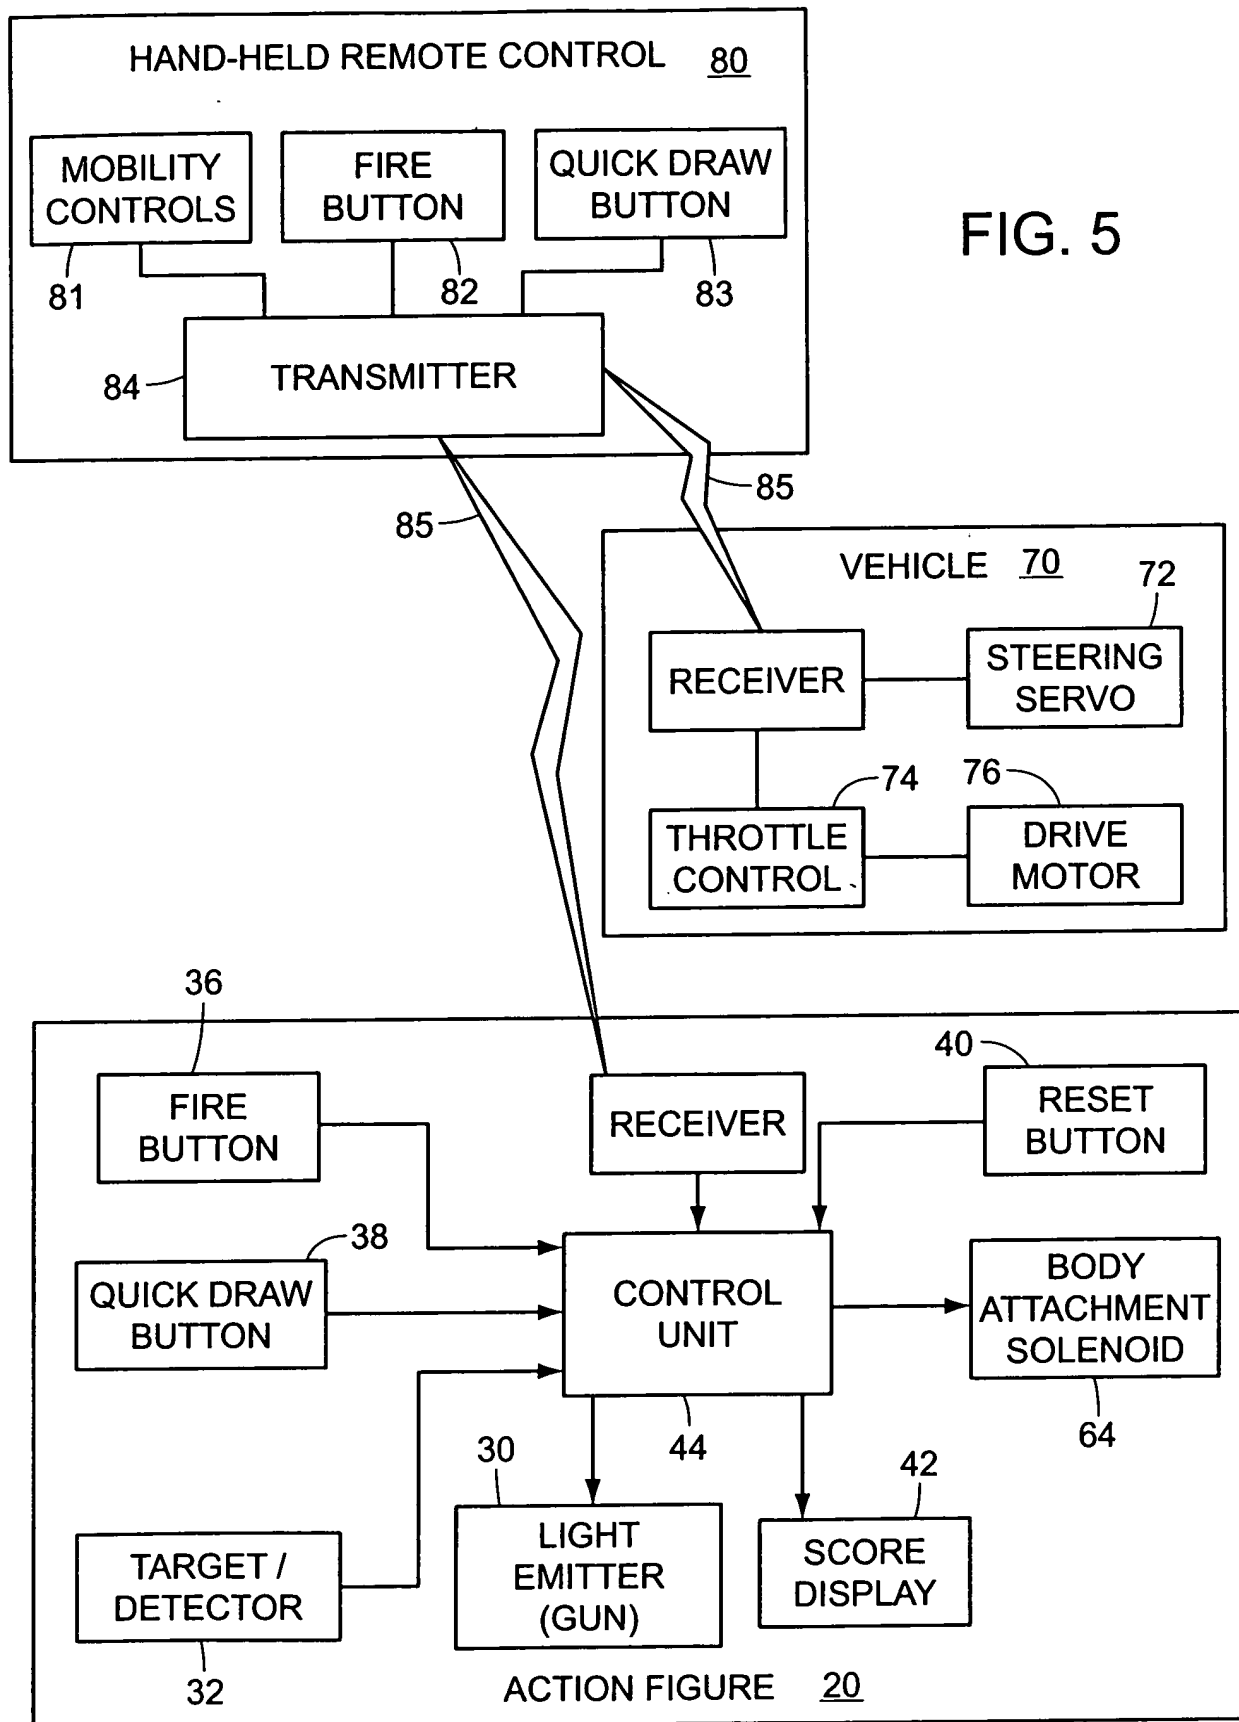 HAND-HELD REMOTE CONTROL 80
MOBILITY
CONTROLS
FIRE
BUTTON
QUICK DRAW
BUTTON
81
82
83
FIG. 5
TRANSMITTER
84
85
85
VEHICLE 70
72
RECEIVER
STEERING
SERVO
74
76
THROTTLE
CONTROL
DRIVE
MOTOR
36
40
FIRE
BUTTON
RECEIVER
RESET
BUTTON
38
QUICK DRAW
BUTTON
CONTROL
UNIT
BODY
ATTACHMENT
SOLENOID
44
64
30
42
TARGET /
DETECTOR
LIGHT
EMITTER
(GUN)
SCORE
DISPLAY
32
ACTION FIGURE 20